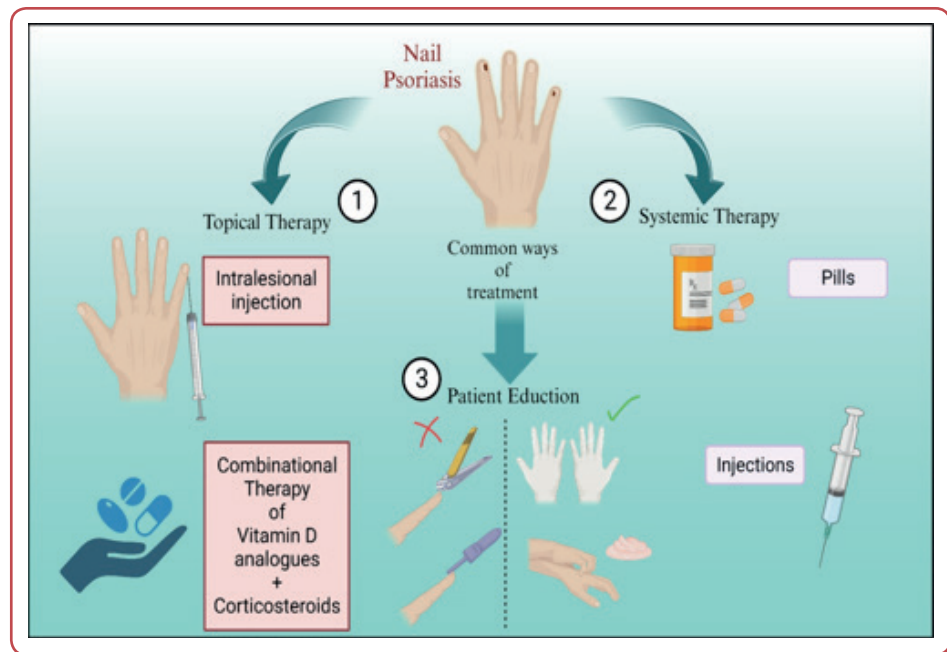 Nail
Psoriasis
1
Topical Therapy
2
Systemic Therapy
Intralesional
injection
Common ways
of
treatment
Pills
3
Patient Eduction
Combinational
Therapy
of
Vitamin D
analogues
+
Corticosteroids
Injections